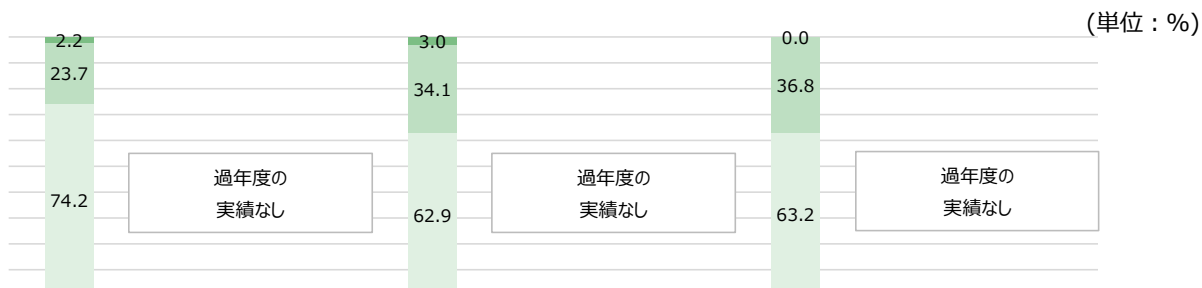 (単位：%)
2.2
3.0
0.0
23.7
34.1
36.8
過年度の
実績なし
過年度の
実績なし
過年度の
実績なし
74.2
62.9
63.2